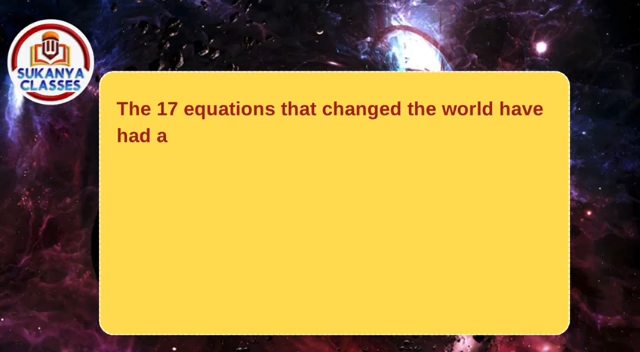 SUKANYA
CLASSES
The 17 equations that changed the world have
had a